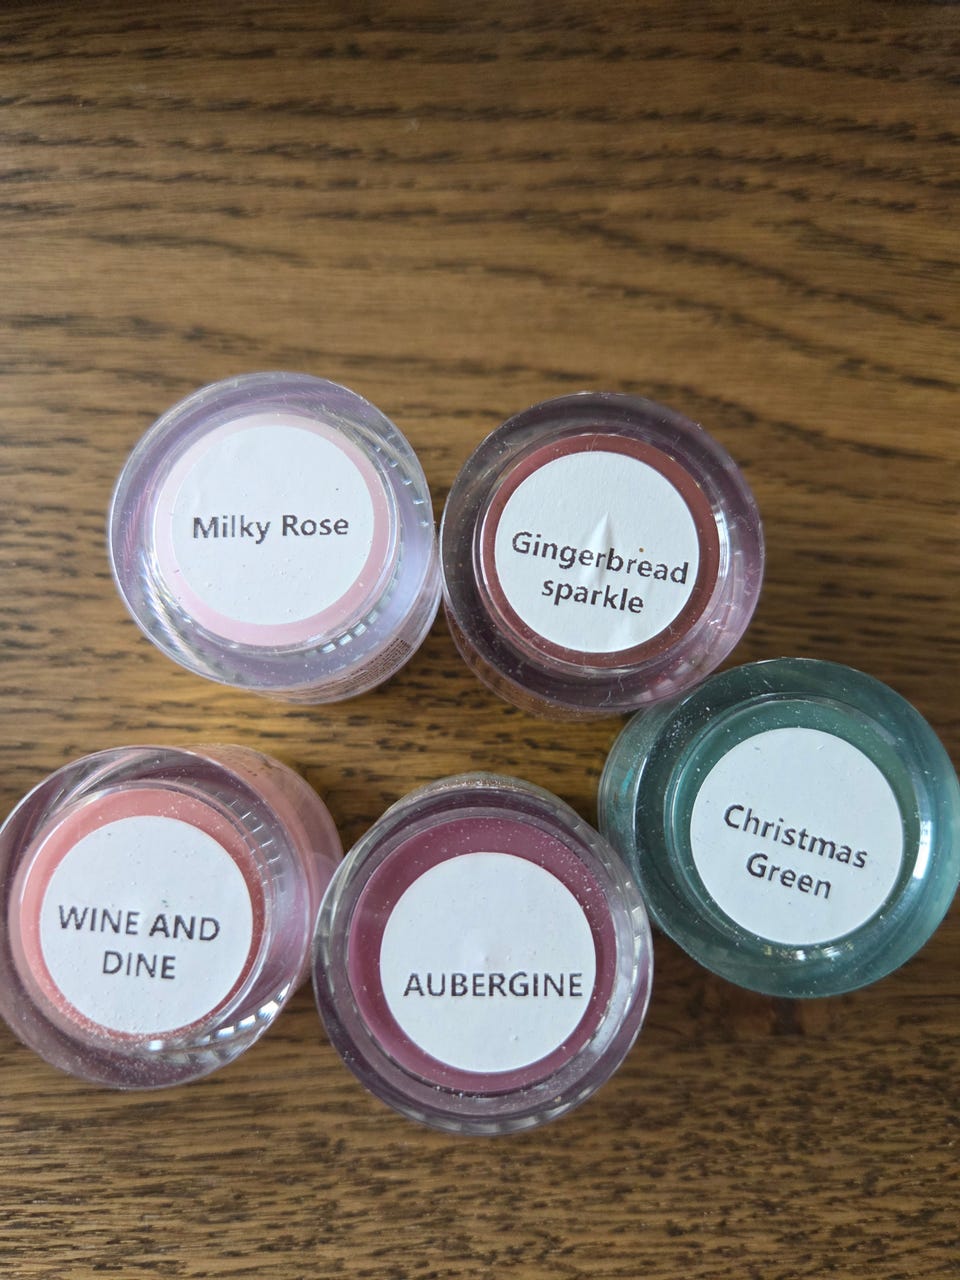 Milky Rose
Gingerbread
sparkle
Christmas
Green
WINE AND
DINE
AUBERGINE